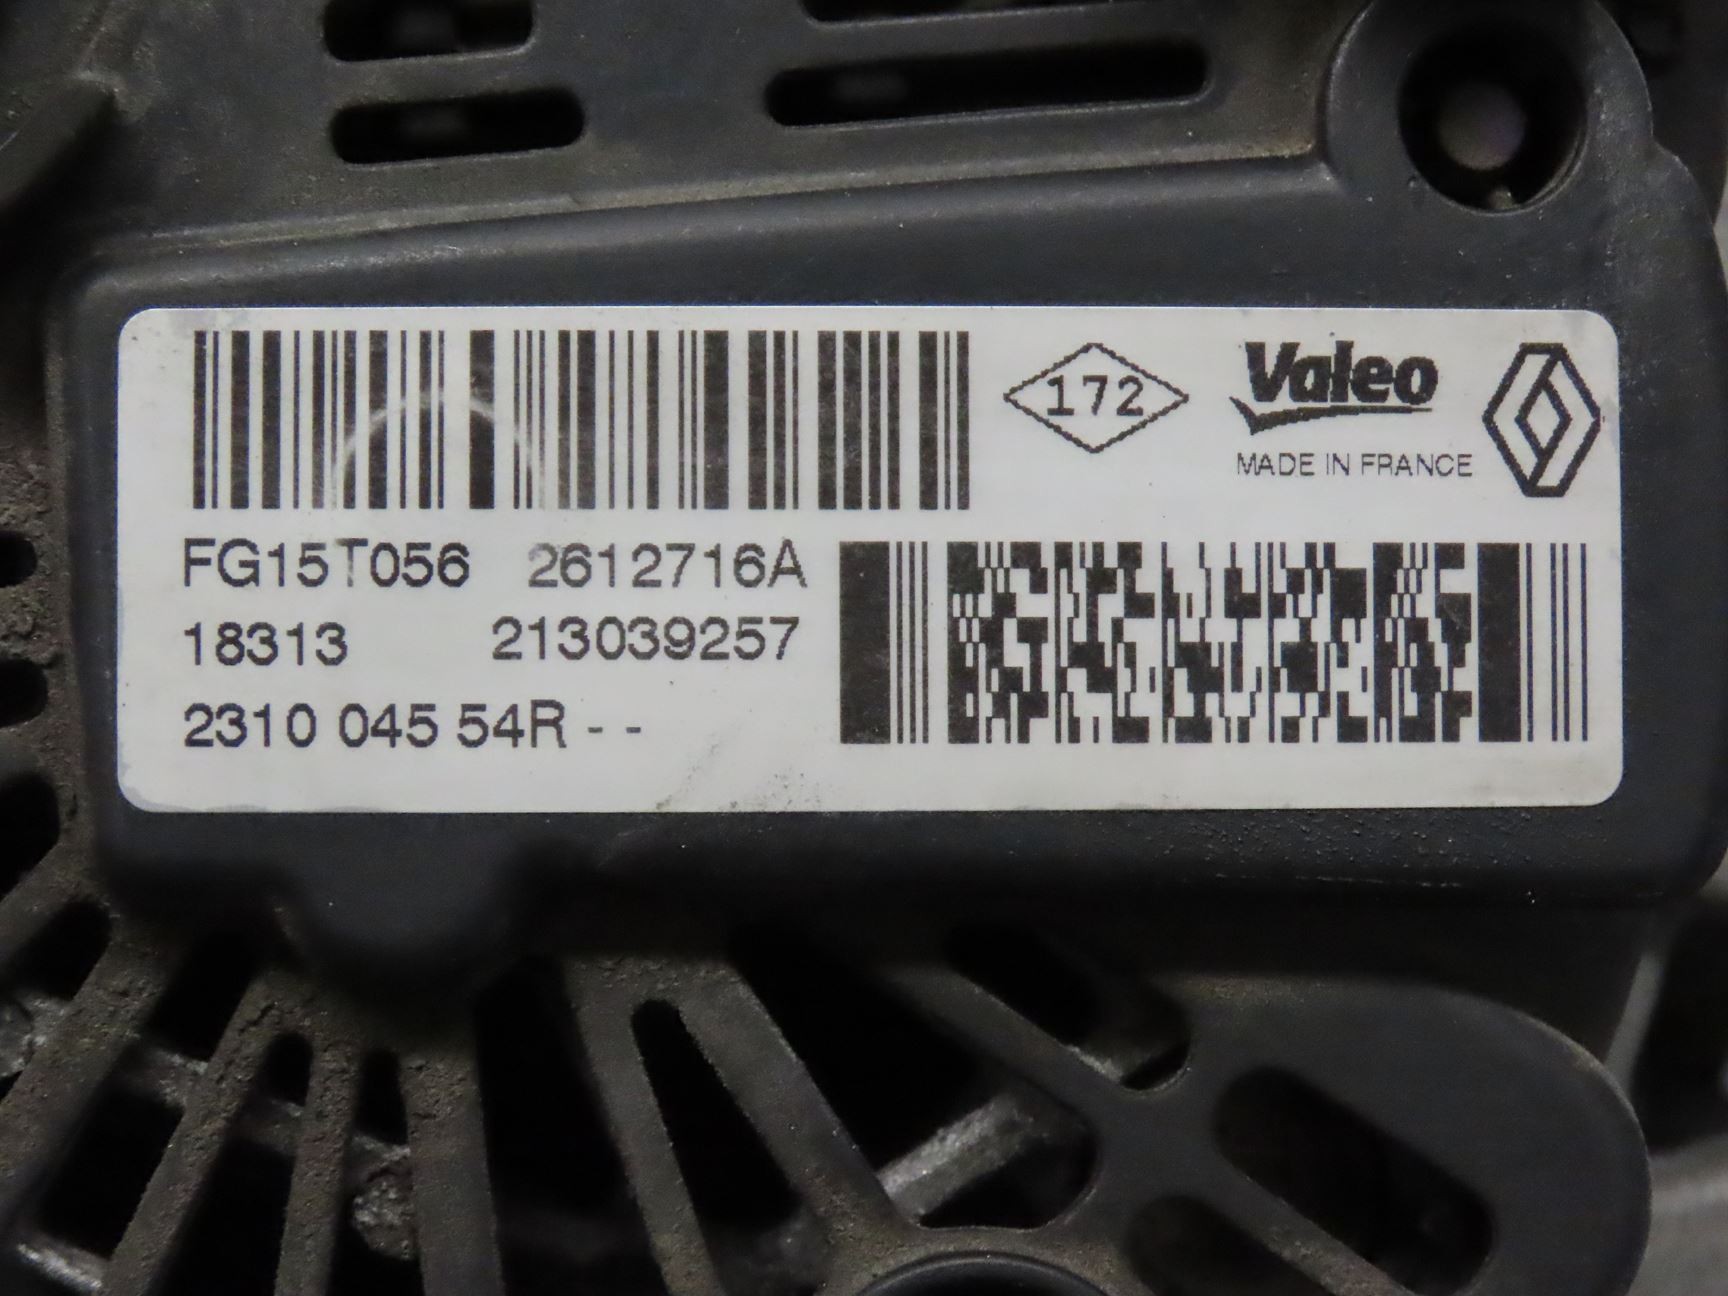 172
Valeo
MADE IN FRANCE
FG15T056 2612716A
18313 213039257
2310 045 54R - -